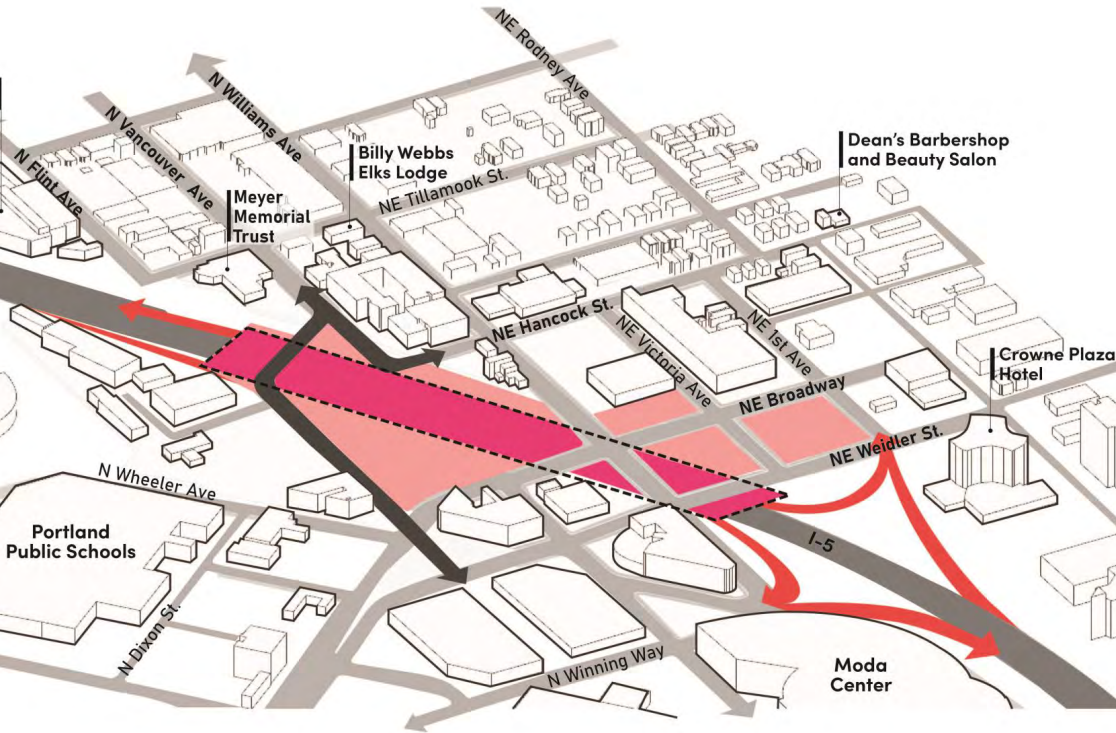 NE Rodney Ave
N Williams Ave
N Vancouver Ave
N Flint Ave
Billy Webbs
Elks Lodge
NE Tillamook St.
Dean's Barbershop
and Beauty Salon
Meyer
Memorial
Trust
NE Hancock St.
NE Victoria Ave
NE 1st Ave
Crowne Plaza
Hotel
NE Broadway
NE Weidler St.
N Wheeler Ave
Portland
Public Schools
I-5
N Dixon St.
N Winning Way
Moda
Center